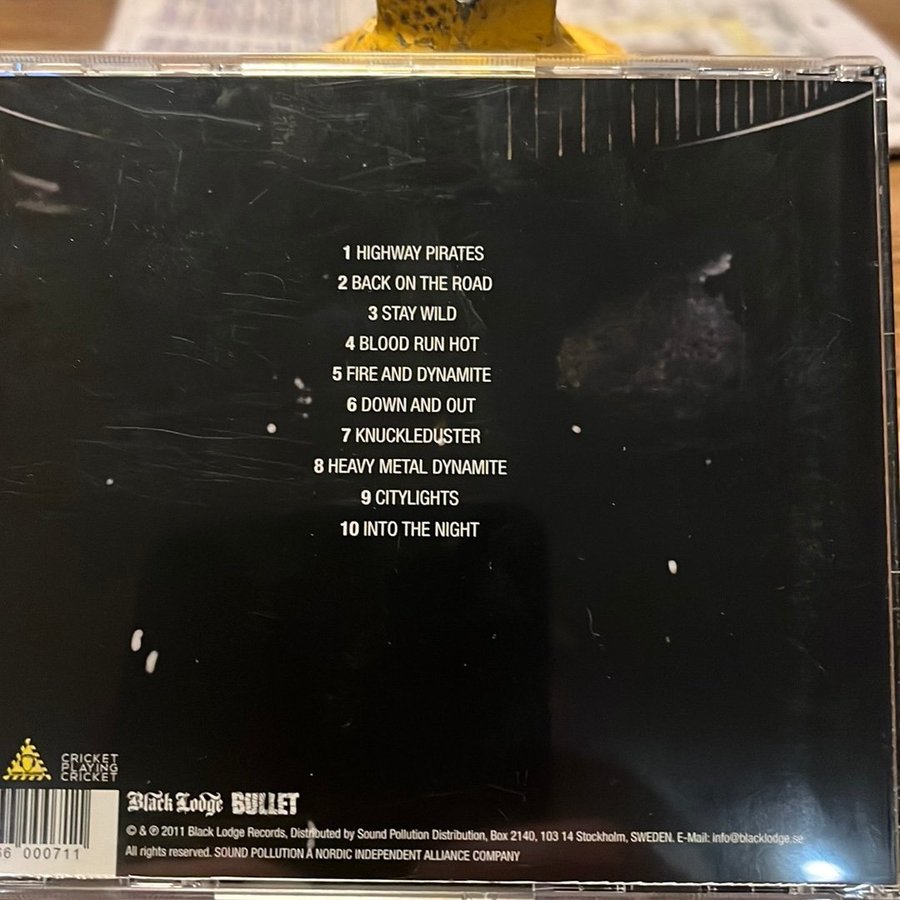 1 HIGHWAY PIRATES
2 BACK ON THE ROAD
3 STAY WILD
4 BLOOD RUN HOT
5 FIRE AND DYNAMITE
6 DOWN AND OUT
7 KNUCKLEDUSTER
8 HEAVY METAL DYNAMITE
9 CITYLIGHTS
10 INTO THE NIGHT
CRICKET
PLAYING
CRICKET
Black Lodge BULLET
© & ℗ 2011 Black Lodge Records, Distributed by Sound Pollution Distribution, Box 2140, 103 14 Stockholm, SWEDEN. E-Mail: info@blacklodge.se
All rights reserved. SOUND POLLUTION A NORDIC INDEPENDENT ALLIANCE COMPANY
66 000711